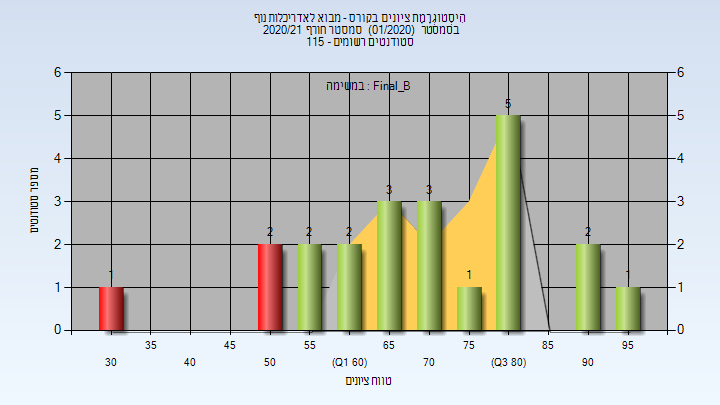 היסטוגרמת ציונים בקורס - מבוא לאדריכלות נוף
בסמסטר (01/2020) סמסטר חורף 2020/21
סטודנטים רשומים - 115
במשימה : Final_B
מספר סטודנטים
6 6
5 5
4 4
3 3
2 2
1 1
0 0
1 2 2 2 3 3 1 5 2 1
35 45 55 65 75 85 95
30 40 50 (Q1 60) 70 (Q3 80) 90
טווח ציונים